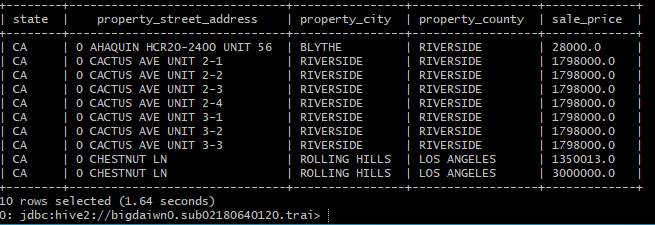 | state | property_street_address | property_city | property_county | sale_price |
| CA | 0 AHAQUIN HCR20-2400 UNIT 56 | BLYTHE | RIVERSIDE | 28000.0 |
| CA | 0 CACTUS AVE UNIT 2-1 | RIVERSIDE | RIVERSIDE | 1798000.0 |
| CA | 0 CACTUS AVE UNIT 2-2 | RIVERSIDE | RIVERSIDE | 1798000.0 |
| CA | 0 CACTUS AVE UNIT 2-3 | RIVERSIDE | RIVERSIDE | 1798000.0 |
| CA | 0 CACTUS AVE UNIT 2-4 | RIVERSIDE | RIVERSIDE | 1798000.0 |
| CA | 0 CACTUS AVE UNIT 3-1 | RIVERSIDE | RIVERSIDE | 1798000.0 |
| CA | 0 CACTUS AVE UNIT 3-2 | RIVERSIDE | RIVERSIDE | 1798000.0 |
| CA | 0 CACTUS AVE UNIT 3-3 | RIVERSIDE | RIVERSIDE | 1798000.0 |
| CA | 0 CHESTNUT LN | ROLLING HILLS | LOS ANGELES | 1350013.0 |
| CA | 0 CHESTNUT LN | ROLLING HILLS | LOS ANGELES | 3000000.0 |
10 rows selected (1.64 seconds)
0: jdbc:hive2://bigdaiwn0.sub02180640120.trai>